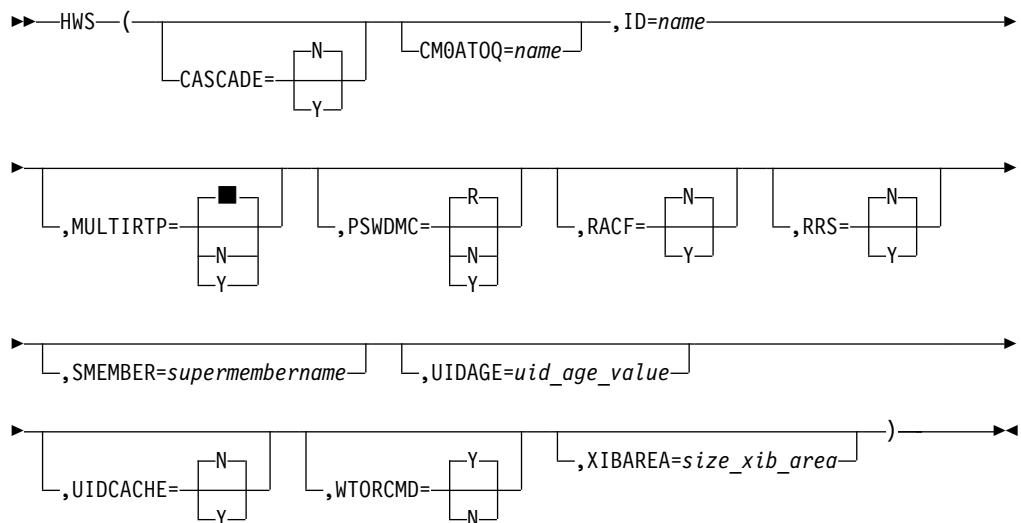 HWS ( CASCADE= N Y CM0ATOQ=name ,ID=name
,MULTIRTP= N Y ,PSWDMC= R N Y ,RACF= N Y ,RRS= N Y
,SMEMBER=supermembername ,UIDAGE=uid_age_value
,UIDCACHE= N Y ,WTORCMD= Y N ,XIBAREA=size_xib_area )